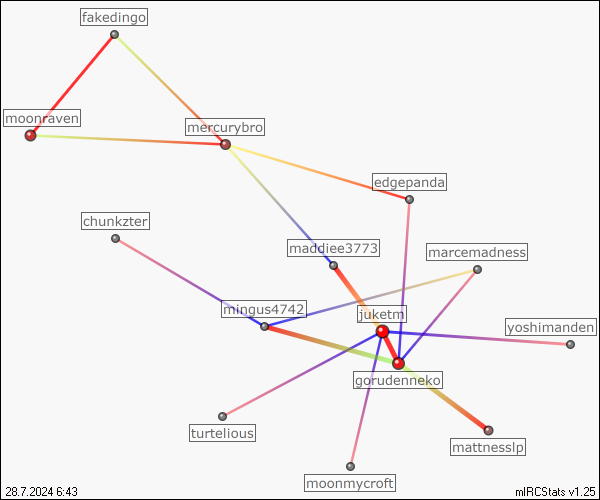 fakedingo
moonraven
mercurybro
edgepanda
chunkzter
maddiee3773
marcemadness
mingus4742
juketm
yoshimanden
gorudenneko
turtelious
mattnesslp
moonmycroft
28.7.2024 6:43
mIRCStats v1.25